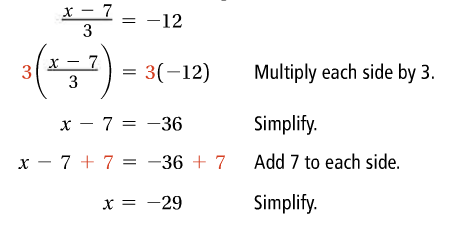 (x − 7)/3 = −12
3((x − 7)/3) = 3(−12) Multiply each side by 3.
x − 7 = −36 Simplify.
x − 7 + 7 = −36 + 7 Add 7 to each side.
x = −29 Simplify.